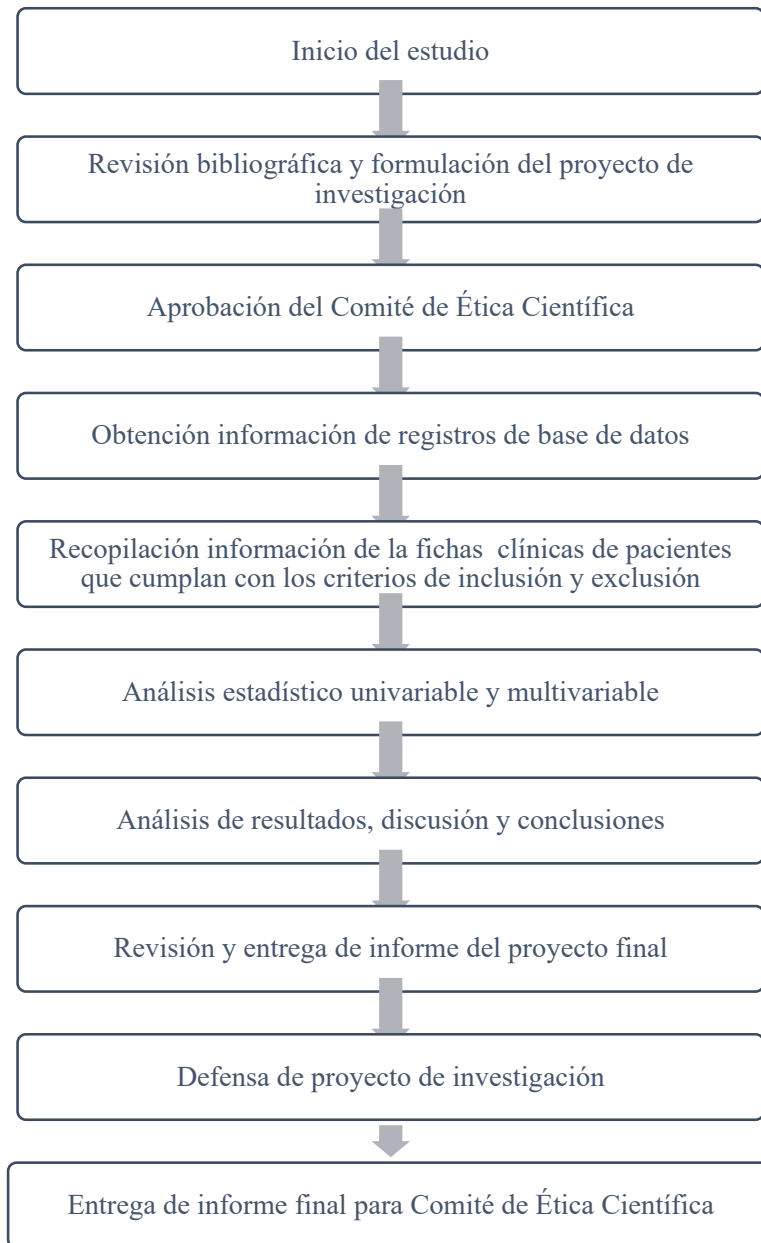 Inicio del estudio
Revisión bibliográfica y formulación del proyecto de
investigación
Aprobación del Comité de Ética Científica
Obtención información de registros de base de datos
Recopilación información de la fichas  clínicas de pacientes
que cumplan con los criterios de inclusión y exclusión
Análisis estadístico univariable y multivariable
Análisis de resultados, discusión y conclusiones
Revisión y entrega de informe del proyecto final
Defensa de proyecto de investigación
Entrega de informe final para Comité de Ética Científica